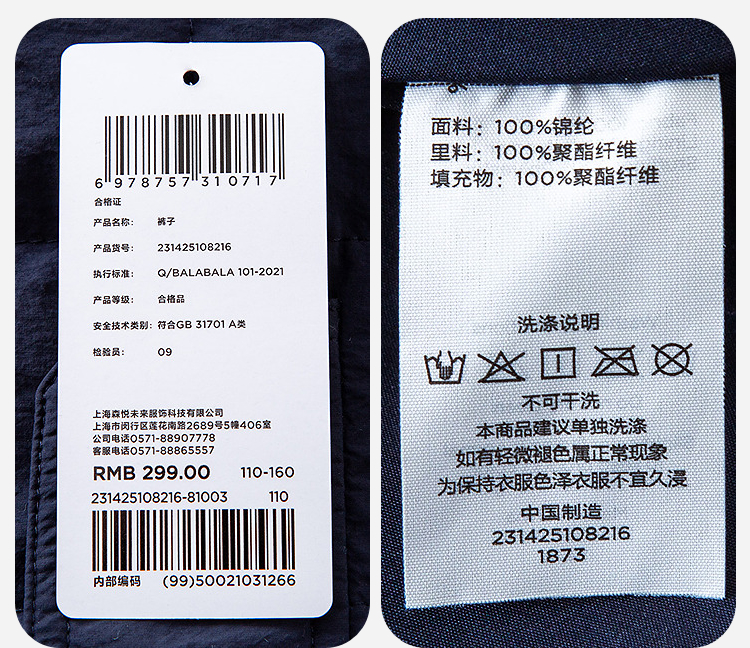 6 978757 310717
合格证
产品名称: 裤子
产品货号: 231425108216
执行标准: Q/BALABALA 101-2021
产品等级: 合格品
安全技术类别: 符合GB 31701 A类
检验员: 09
上海森悦未来服饰科技有限公司
上海市闵行区莲花南路2689号5幢406室
公司电话0571-88907778
客服电话0571-88865557
RMB 299.00 110-160
231425108216-81003 110
内部编码 (99)50021031266
面料: 100%锦纶
里料: 100%聚酯纤维
填充物: 100%聚酯纤维
洗涤说明
不可干洗
本商品建议单独洗涤
如有轻微褪色属正常现象
为保持衣服色泽衣服不宜久浸
中国制造
231425108216
1873